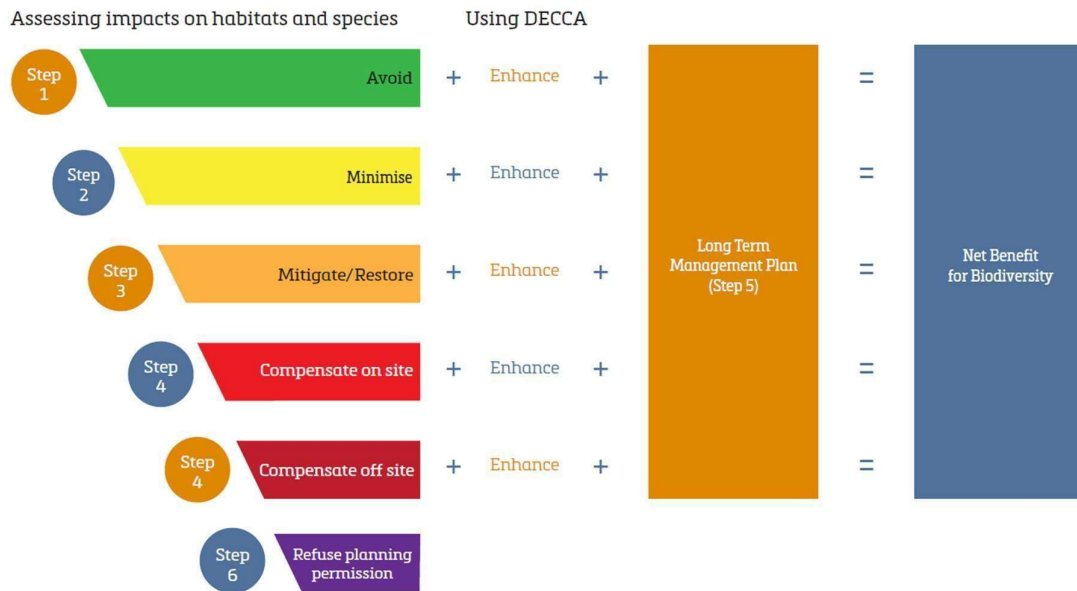 Assessing impacts on habitats and species
Using DECCA
Step
1
Avoid
+ Enhance + =
Step
2
Minimise
+ Enhance + =
Step
3
Mitigate/Restore
+ Enhance + =
Long Term
Management Plan
(Step 5)
Net Benefit
for Biodiversity
Step
4
Compensate on site
+ Enhance + =
Step
4
Compensate off site
+ Enhance + =
Step
6
Refuse planning
permission